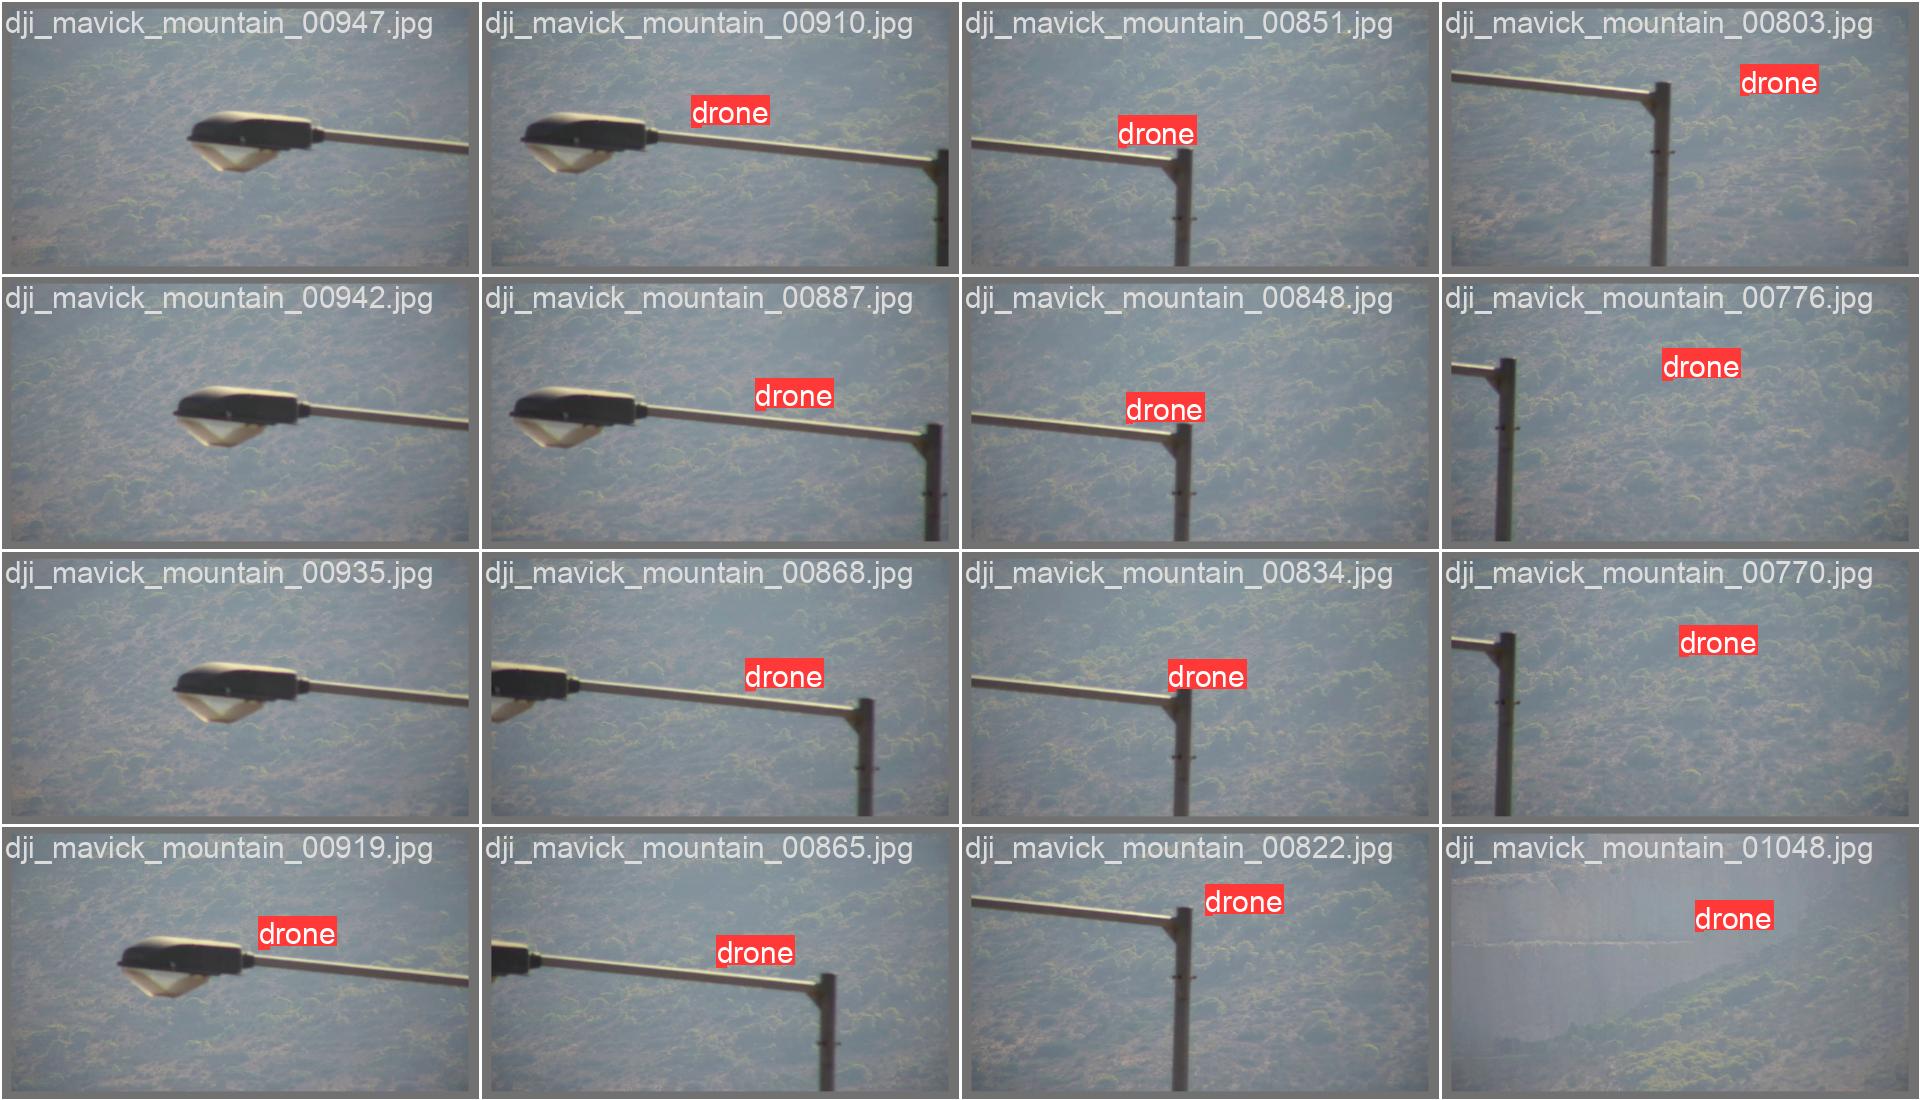 dji_mavick_mountain_00947.jpg
dji_mavick_mountain_00910.jpg
drone
dji_mavick_mountain_00851.jpg
drone
dji_mavick_mountain_00803.jpg
drone
dji_mavick_mountain_00942.jpg
dji_mavick_mountain_00887.jpg
drone
dji_mavick_mountain_00848.jpg
drone
dji_mavick_mountain_00776.jpg
drone
dji_mavick_mountain_00935.jpg
dji_mavick_mountain_00868.jpg
drone
dji_mavick_mountain_00834.jpg
drone
dji_mavick_mountain_00770.jpg
drone
dji_mavick_mountain_00919.jpg
drone
dji_mavick_mountain_00865.jpg
drone
dji_mavick_mountain_00822.jpg
drone
dji_mavick_mountain_01048.jpg
drone